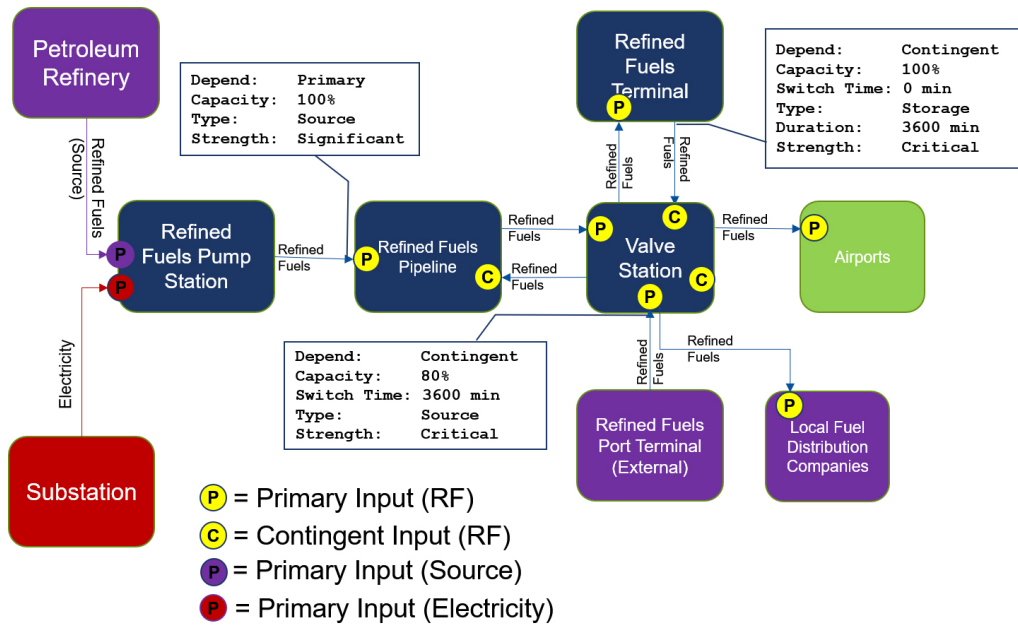 Petroleum
Refinery
Refined Fuels
(Source)
Depend: Primary
Capacity: 100%
Type: Source
Strength: Significant
Refined
Fuels
Terminal
P
Depend: Contingent
Capacity: 100%
Switch Time: 0 min
Type: Storage
Duration: 3600 min
Strength: Critical
Refined
Fuels
Refined
Fuels
Refined
Fuels Pump
Station
P
P
Refined
Fuels
Refined Fuels
Pipeline
P
C
Refined
Fuels
Refined
Fuels
Valve
Station
P
C
C
P
Refined
Fuels
Airports
P
Electricity
Depend: Contingent
Capacity: 80%
Switch Time: 3600 min
Type: Source
Strength: Critical
Refined
Fuels
Refined
Fuels
Refined Fuels
Port Terminal
(External)
P
Local Fuel
Distribution
Companies
Substation
P = Primary Input (RF)
C = Contingent Input (RF)
P = Primary Input (Source)
P = Primary Input (Electricity)